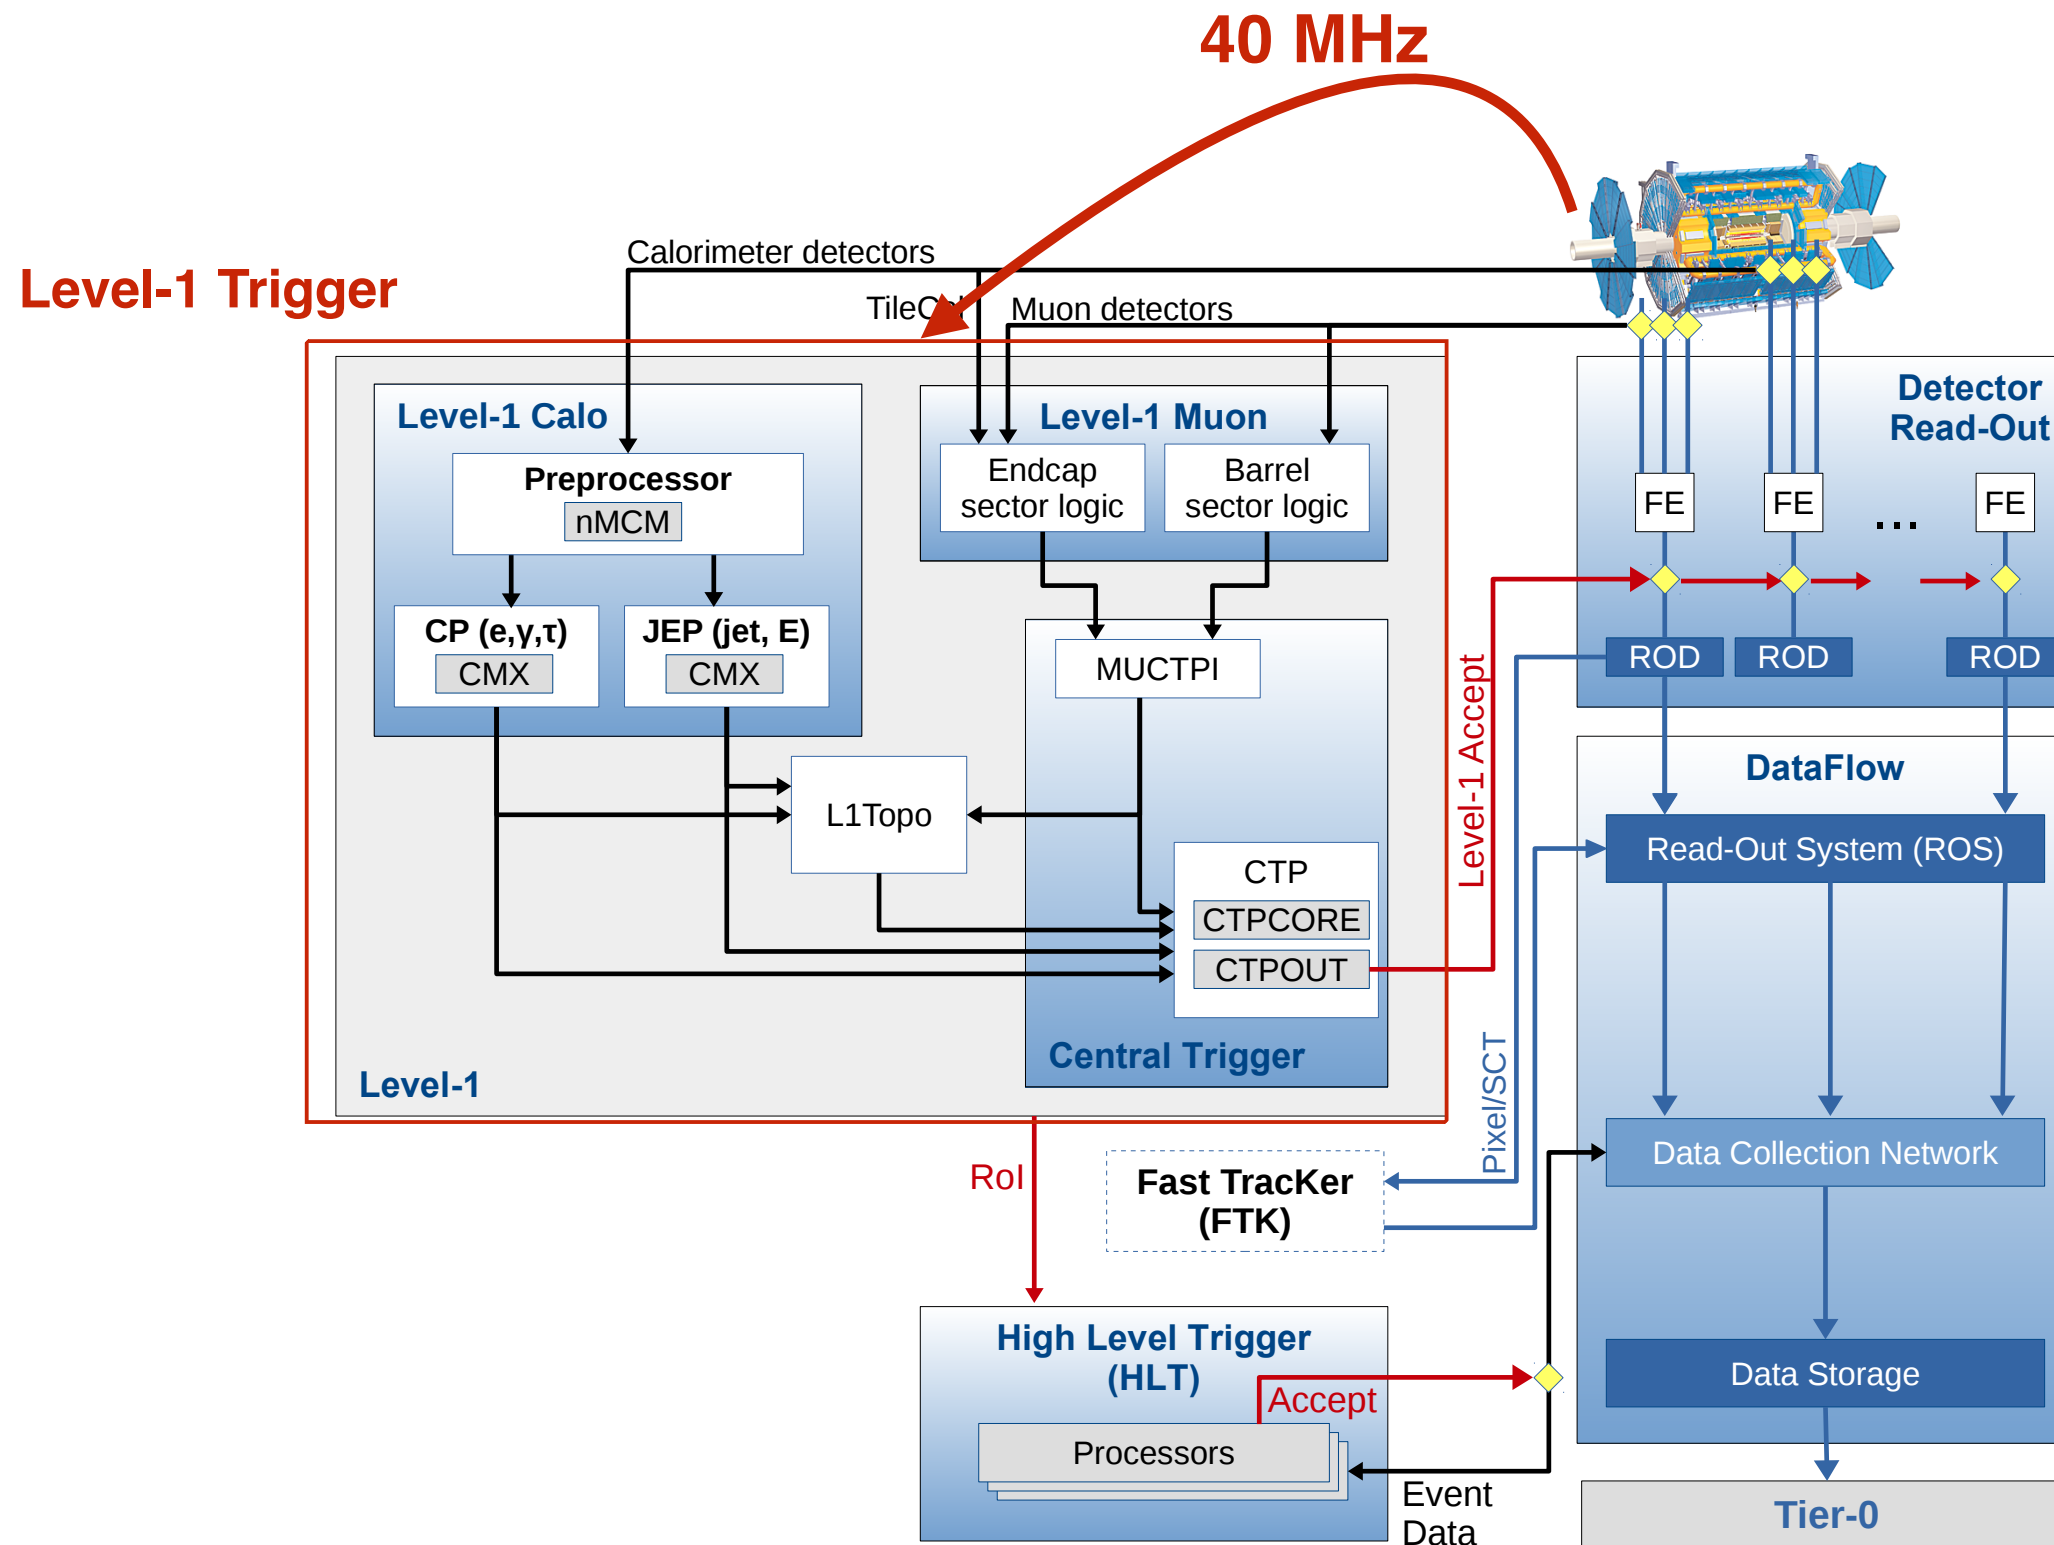 40 MHz
Level-1 Trigger
Calorimeter detectors
Muon detectors
Level-1 Calo
Preprocessor
nMCM
CP (e,γ,τ)
CMX
JEP (jet, E)
CMX
Level-1 Muon
Endcap
sector logic
Barrel
sector logic
MUCTPI
L1Topo
CTP
CTPCORE
CTPOUT
Central Trigger
Level-1
Level-1 Accept
Pixel/SCT
Detector
Read-Out
FE
FE
...
FE
ROD
ROD
ROD
DataFlow
Read-Out System (ROS)
Data Collection Network
Data Storage
Tier-0
RoI
Fast TracKer
(FTK)
High Level Trigger
(HLT)
Accept
Processors
Event
Data